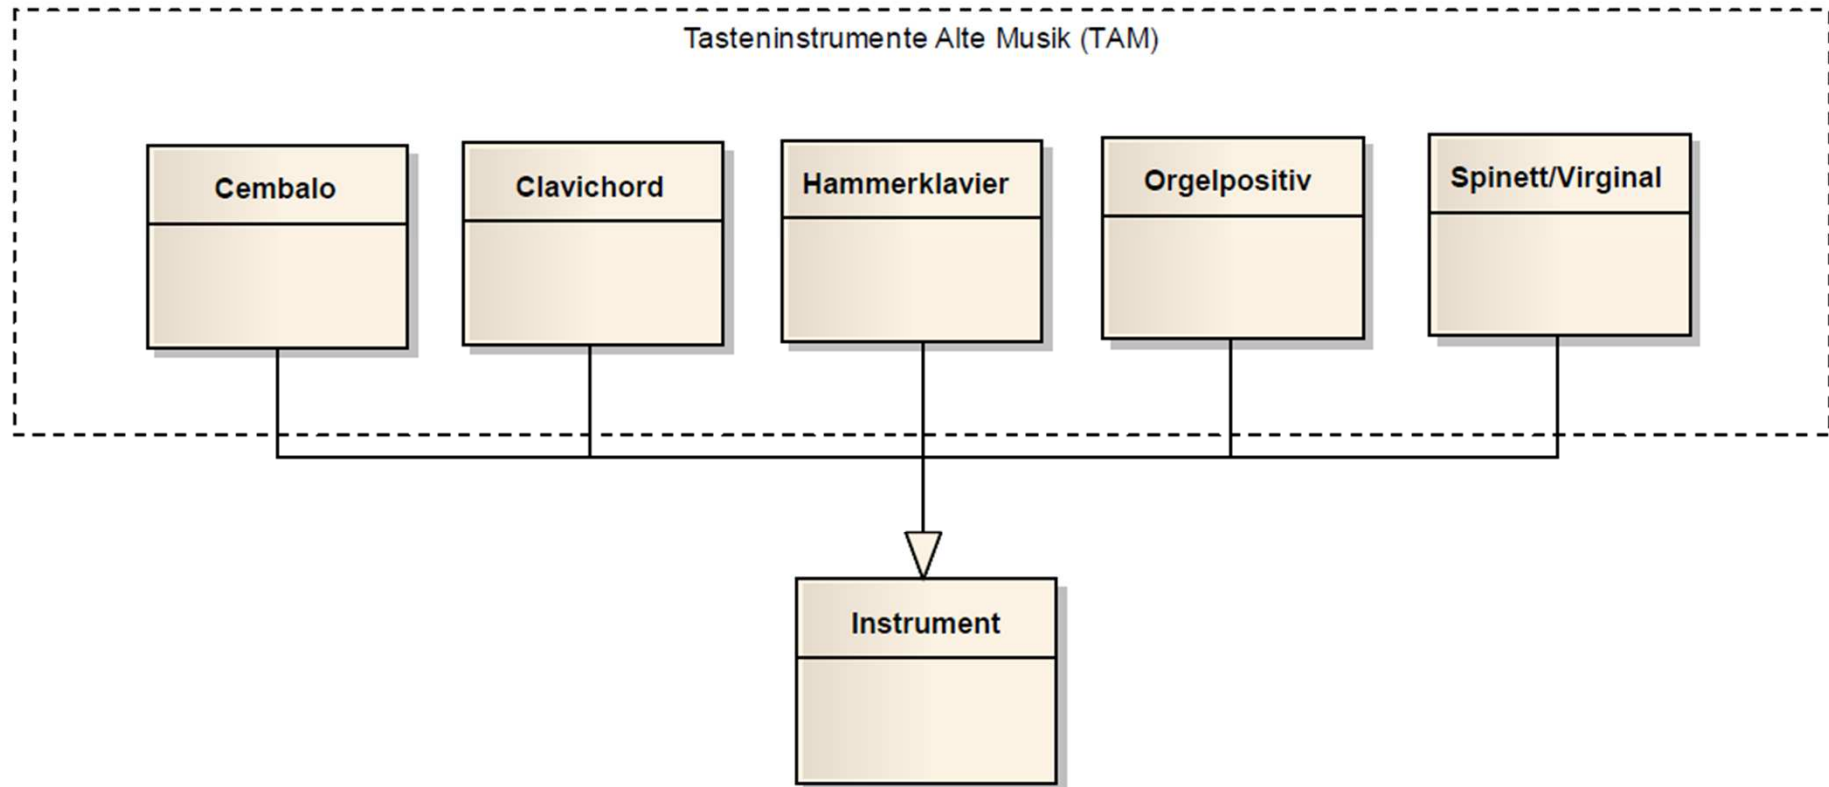 Tasteninstrumente Alte Musik (TAM)
Cembalo
Clavichord
Hammerklavier
Orgelpositiv
Spinett/Virginal
Instrument